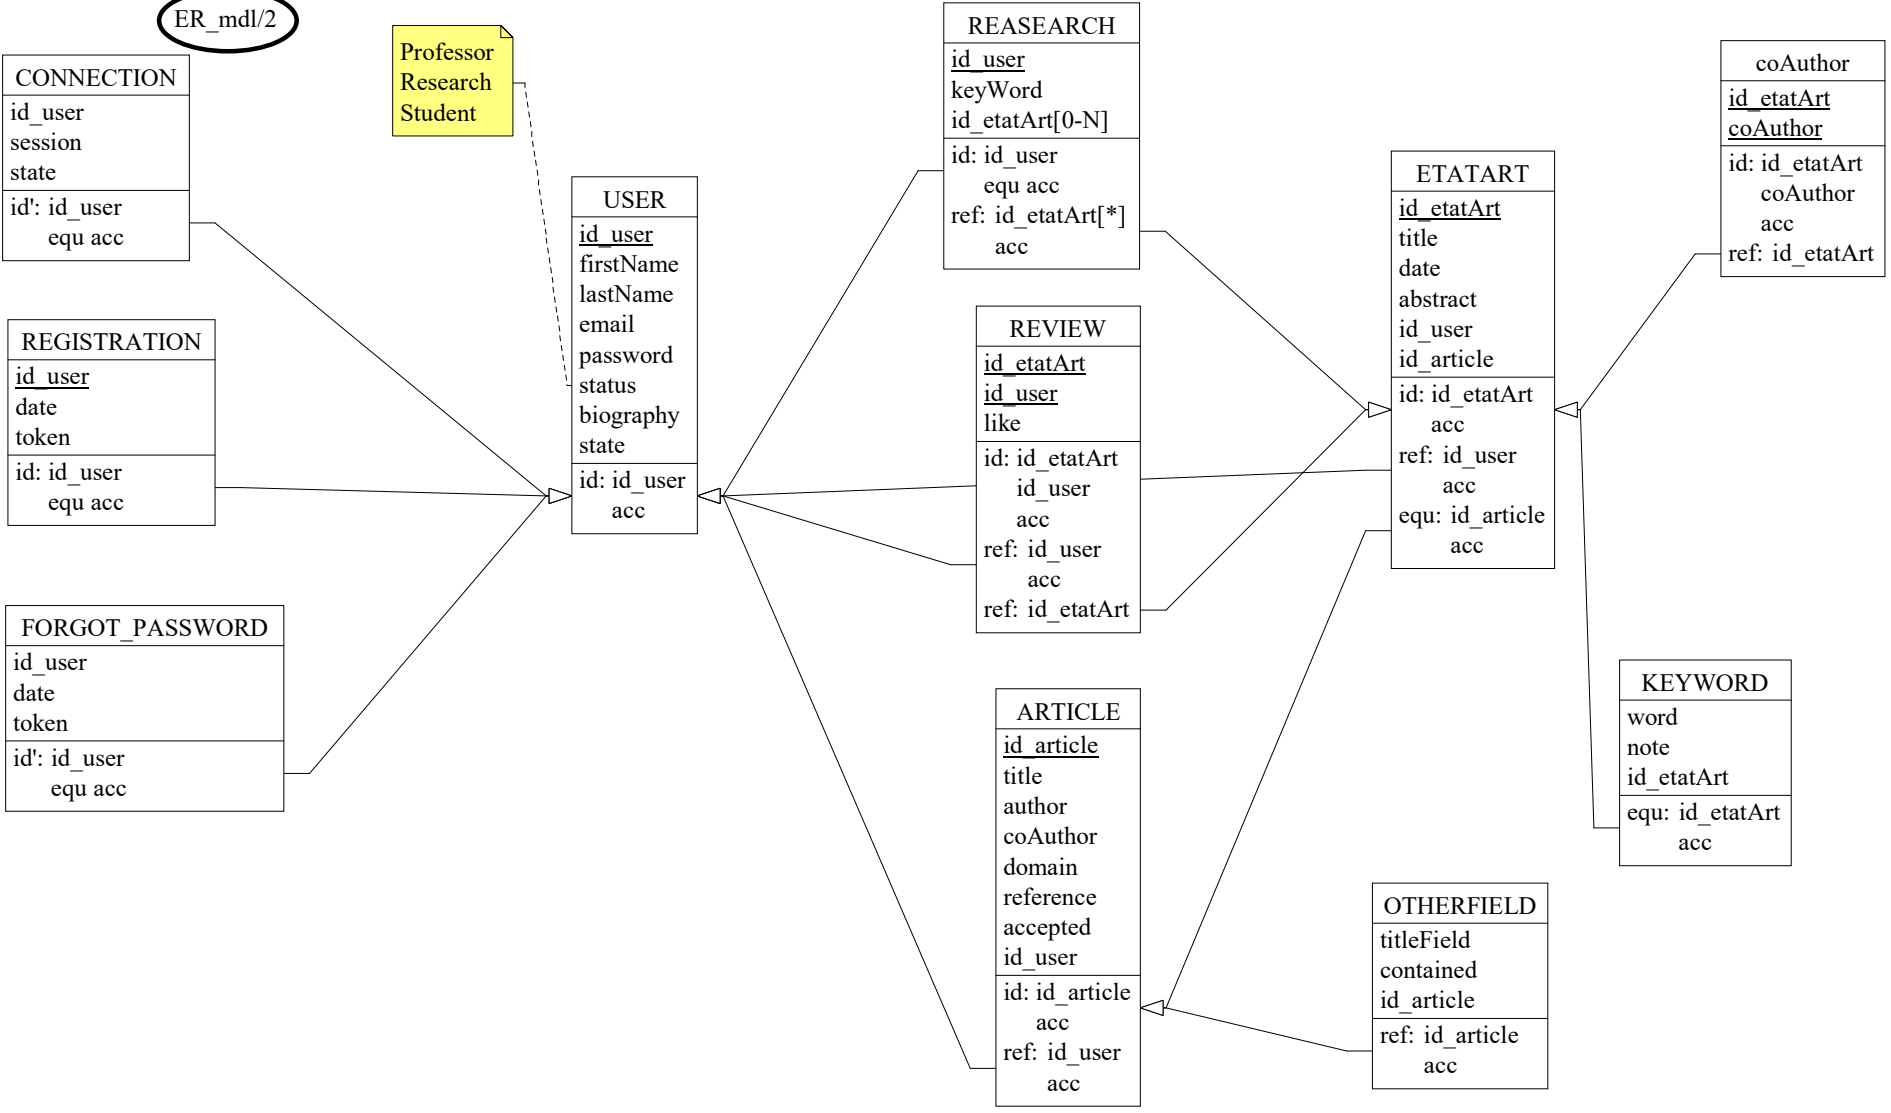 ER_mdl/2
CONNECTION
id_user
session
state
id': id_user
equ acc
REGISTRATION
id_user
date
token
id: id_user
equ acc
FORGOT_PASSWORD
id_user
date
token
id': id_user
equ acc
Professor
Research
Student
USER
id_user
firstName
lastName
email
password
status
biography
state
id: id_user
acc
REASEARCH
id_user
keyWord
id_etatArt[0-N]
id: id_user
equ acc
ref: id_etatArt[*]
acc
REVIEW
id_etatArt
id_user
like
id: id_etatArt
id_user
acc
ref: id_user
acc
ref: id_etatArt
ARTICLE
id_article
title
author
coAuthor
domain
reference
accepted
id_user
id: id_article
acc
ref: id_user
acc
ETATART
id_etatArt
title
date
abstract
id_user
id_article
id: id_etatArt
acc
ref: id_user
acc
equ: id_article
acc
coAuthor
id_etatArt
coAuthor
id: id_etatArt
coAuthor
acc
ref: id_etatArt
KEYWORD
word
note
id_etatArt
equ: id_etatArt
acc
OTHERFIELD
titleField
contained
id_article
ref: id_article
acc